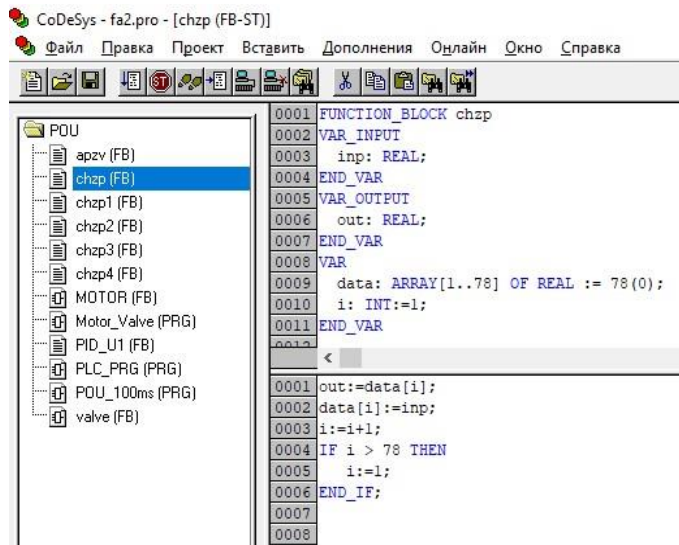 CoDeSys - fa2.pro - [chzp (FB-ST)]
Файл Правка Проект Вставить Дополнения Онлайн Окно Справка
POU
apzv (FB)
chzp (FB)
chzp1 (FB)
chzp2 (FB)
chzp3 (FB)
chzp4 (FB)
MOTOR (FB)
Motor_Valve (PRG)
PID_U1 (FB)
PLC_PRG (PRG)
POU_100ms (PRG)
valve (FB)
0001 FUNCTION_BLOCK chzp
0002 VAR_INPUT
0003 inp: REAL;
0004 END_VAR
0005 VAR_OUTPUT
0006 out: REAL;
0007 END_VAR
0008 VAR
0009 data: ARRAY[1..78] OF REAL := 78(0);
0010 i: INT:=1;
0011 END_VAR
0012
0001 out:=data[i];
0002 data[i]:=inp;
0003 i:=i+1;
0004 IF i > 78 THEN
0005 i:=1;
0006 END_IF;
0007
0008